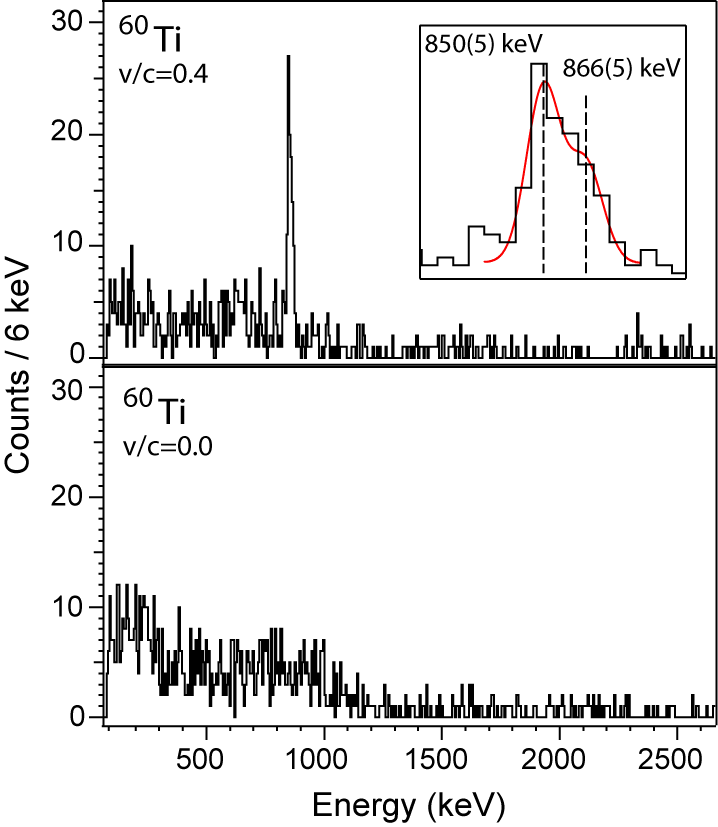 Counts / 6 keV
30
20
10
0
60Ti
v/c=0.4
850(5) keV
866(5) keV
30
20
10
0
60Ti
v/c=0.0
500 1000 1500 2000 2500
Energy (keV)